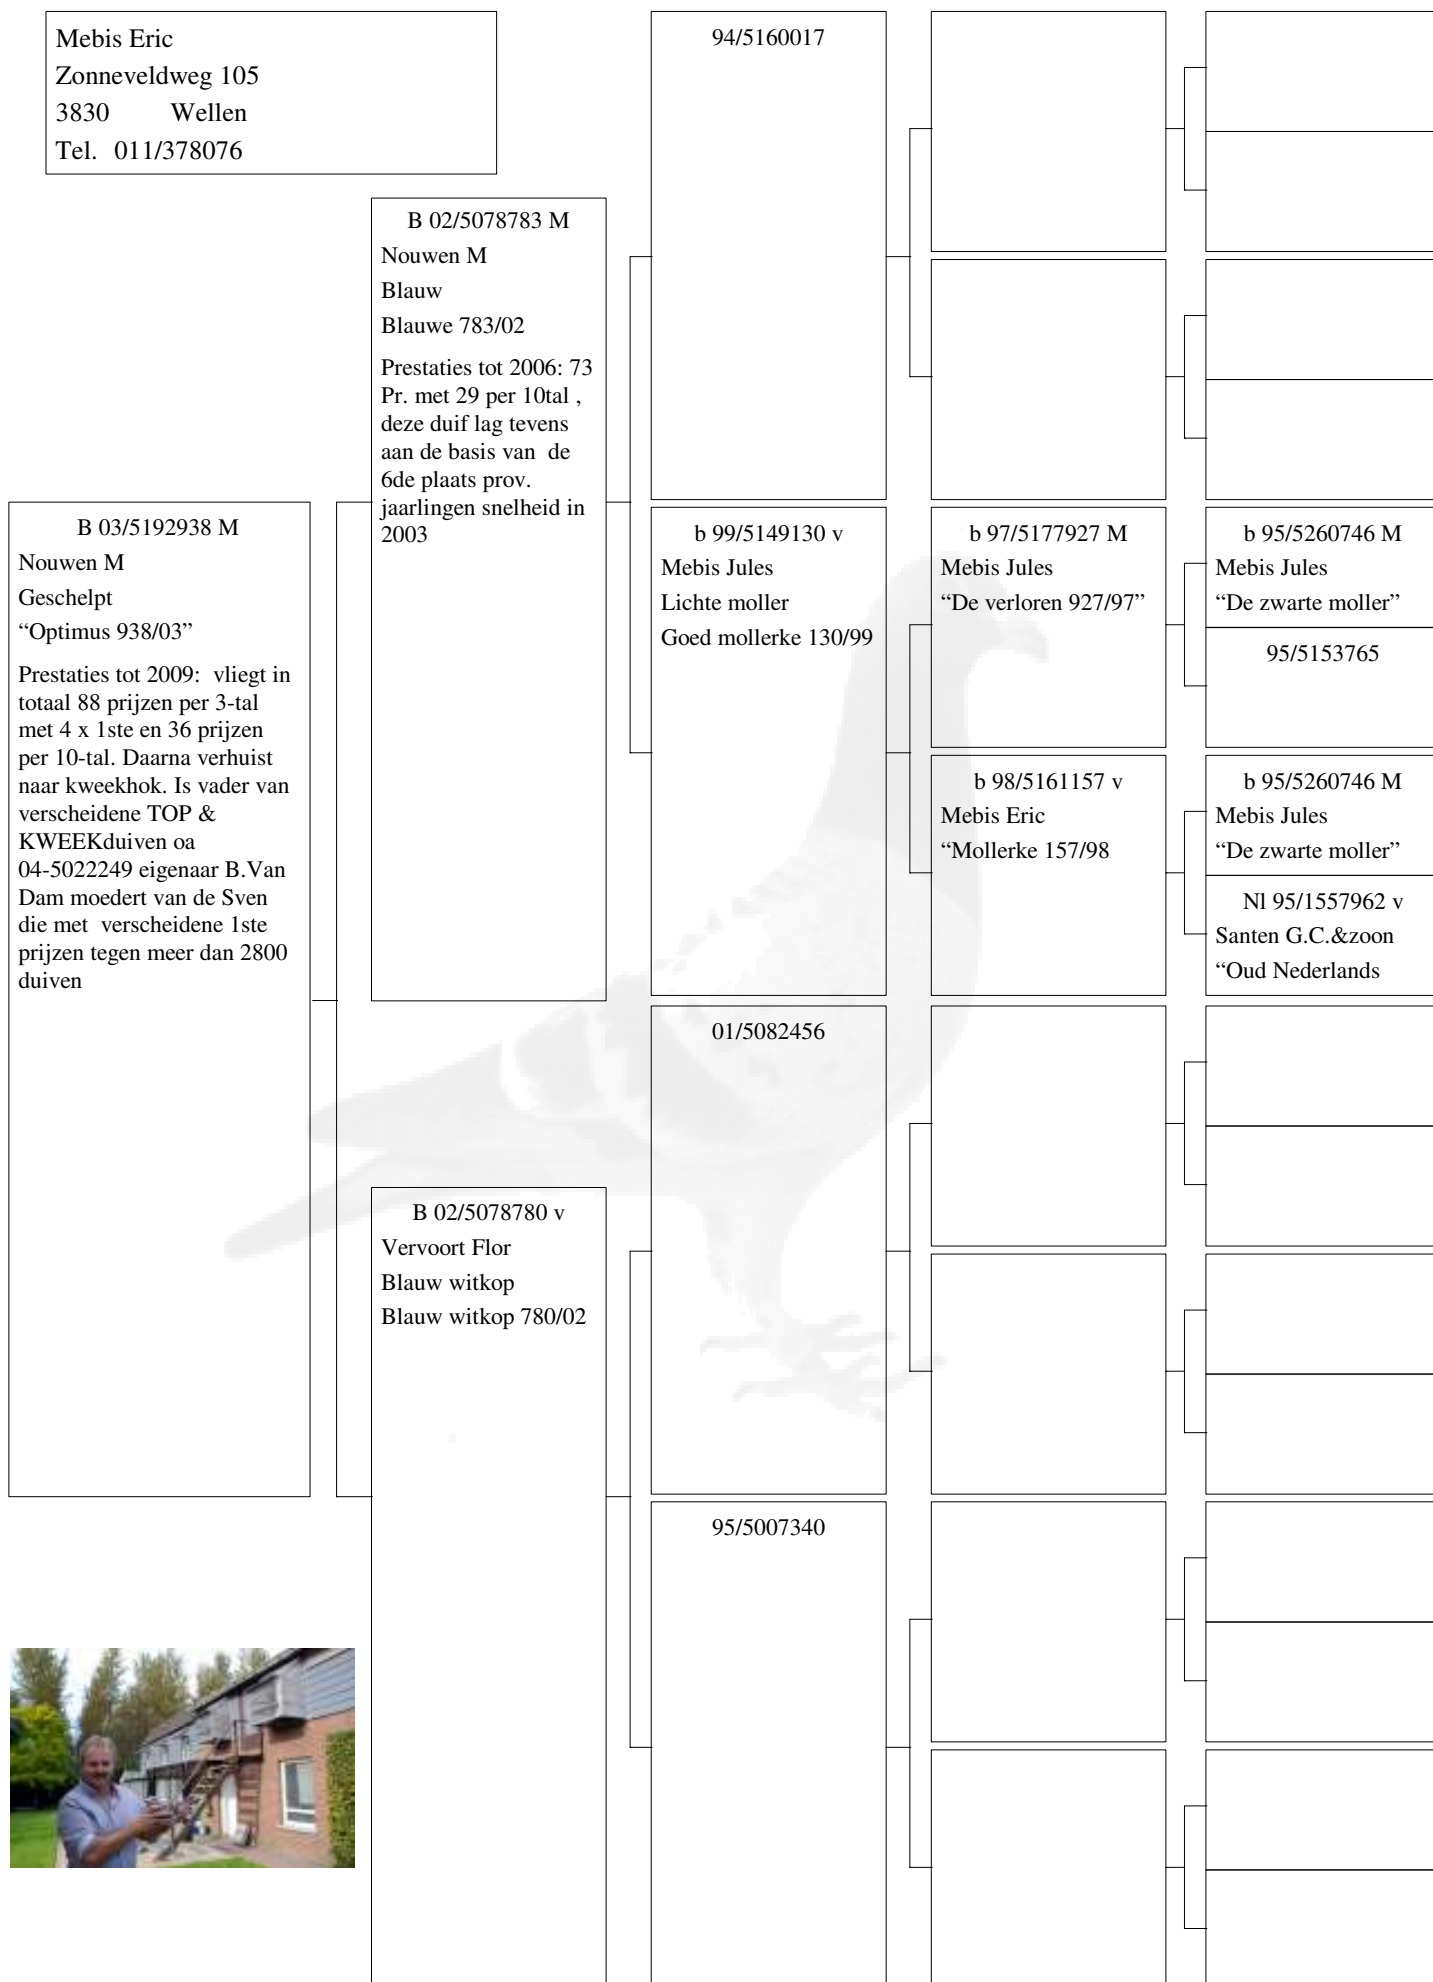 Mebis Eric
Zonneveldweg 105
3830 Wellen
Tel. 011/378076
B 03/5192938 M
Nouwen M
Geschelpt
“Optimus 938/03”
Prestaties tot 2009: vliegt in
totaal 88 prijzen per 3-tal
met 4 x 1ste en 36 prijzen
per 10-tal. Daarna verhuist
naar kweekhok. Is vader van
verscheidene TOP &
KWEEKduiven oa
04-5022249 eigenaar B.Van
Dam moedert van de Sven
die met verscheidene 1ste
prijzen tegen meer dan 2800
duiven
B 02/5078783 M
Nouwen M
Blauw
Blauwe 783/02
Prestaties tot 2006: 73
Pr. met 29 per 10tal ,
deze duif lag tevens
aan de basis van de
6de plaats prov.
jaarlingen snelheid in
2003
B 02/5078780 v
Vervoort Flor
Blauw witkop
Blauw witkop 780/02
94/5160017
b 99/5149130 v
Mebis Jules
Lichte moller
Goed mollerke 130/99
01/5082456
95/5007340
b 97/5177927 M
Mebis Jules
“De verloren 927/97”
b 98/5161157 v
Mebis Eric
“Mollerke 157/98
b 95/5260746 M
Mebis Jules
“De zwarte moller”
95/5153765
b 95/5260746 M
Mebis Jules
“De zwarte moller”
Nl 95/1557962 v
Santen G.C.&zoon
“Oud Nederlands